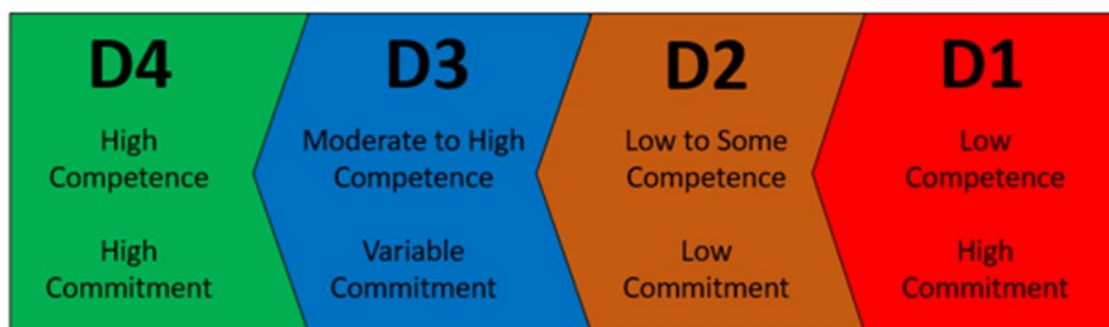 D4
High
Competence
High
Commitment
D3
Moderate to High
Competence
Variable
Commitment
D2
Low to Some
Competence
Low
Commitment
D1
Low
Competence
High
Commitment